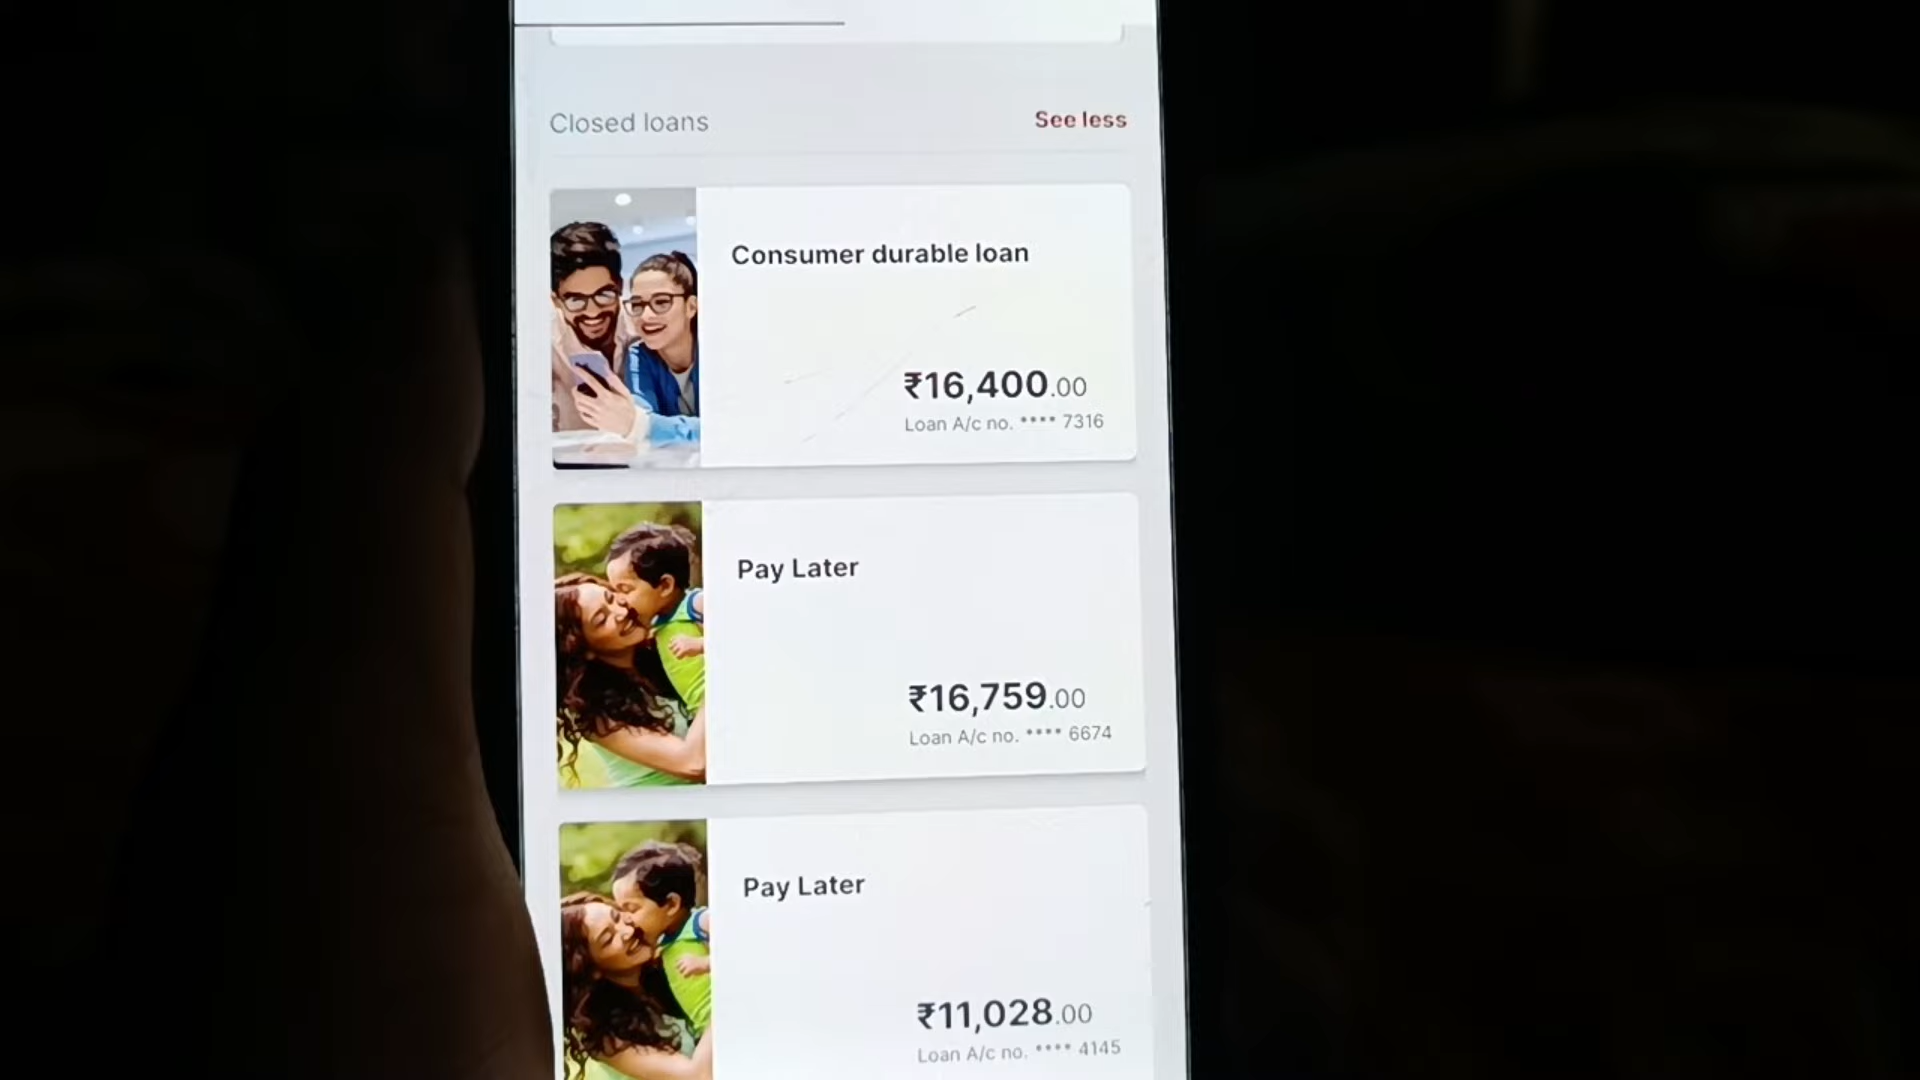 Closed loans
See less
Consumer durable loan
₹16,400.00
Loan A/c no. **** 7316
Pay Later
₹16,759.00
Loan A/c no. **** 6674
Pay Later
₹11,028.00
Loan A/c no. **** 4145